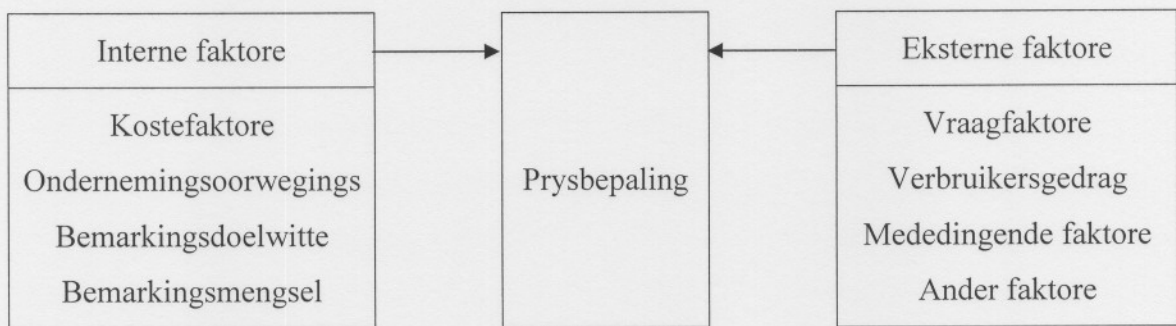 Interne faktore
Kostefaktore
Ondernemingsoorwegings
Bemarkingsdoelwitte
Bemarkingsmengsel
Prysbepaling
Eksterne faktore
Vraagfaktore
Verbruikersgedrag
Mededingende faktore
Ander faktore